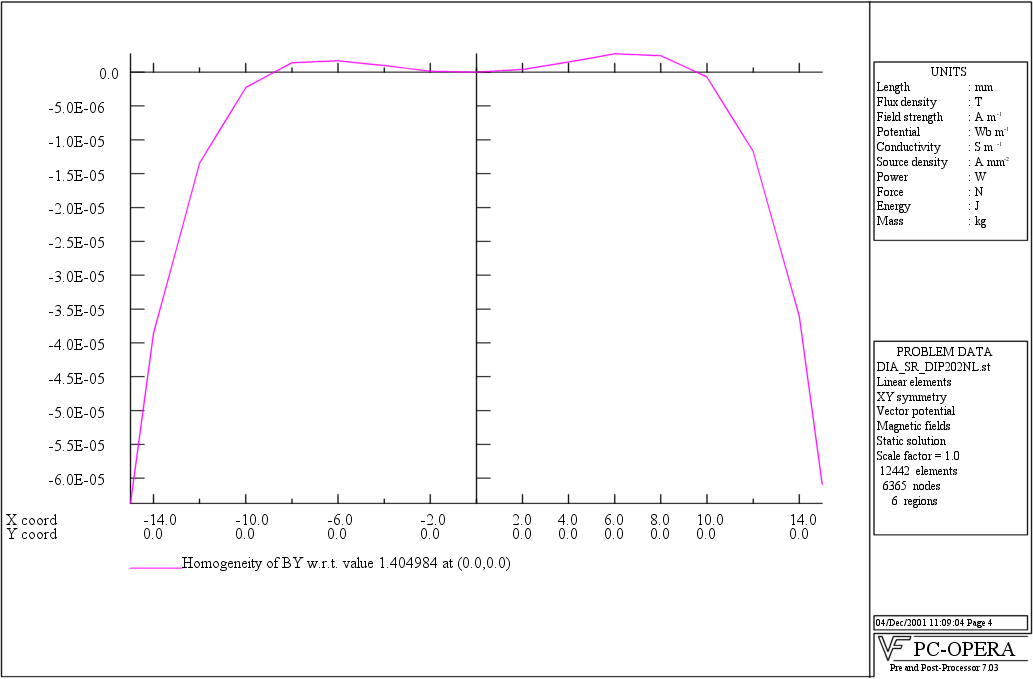 0.0
-5.0E-06
-1.0E-05
-1.5E-05
-2.0E-05
-2.5E-05
-3.0E-05
-3.5E-05
-4.0E-05
-4.5E-05
-5.0E-05
-5.5E-05
-6.0E-05
X coord -14.0 -10.0 -6.0 -2.0 2.0 4.0 6.0 8.0 10.0 14.0
Y coord 0.0 0.0 0.0 0.0 0.0 0.0 0.0 0.0 0.0 0.0
Homogeneity of BY w.r.t. value 1.404984 at (0.0,0.0)
UNITS
Length : mm
Flux density : T
Field strength : A m⁻¹
Potential : Wb m⁻¹
Conductivity : S m⁻¹
Source density : A mm⁻²
Power : W
Force : N
Energy : J
Mass : kg
PROBLEM DATA
DIA_SR_DIP202NL.st
Linear elements
XY symmetry
Vector potential
Magnetic fields
Static solution
Scale factor = 1.0
12442 elements
6365 nodes
6 regions
04/Dec/2001 11:09:04 Page 4
VF PC-OPERA
Pre and Post-Processor 7.03